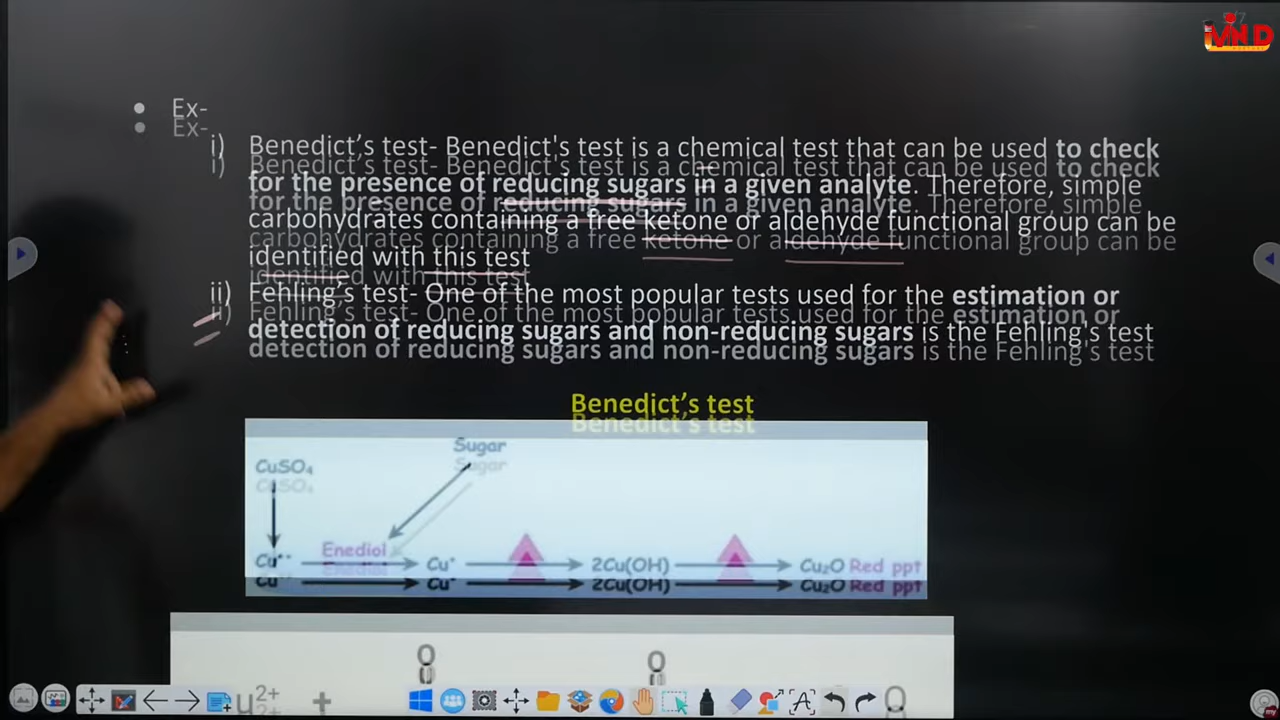 Ex-
i) Benedict's test- Benedict's test is a chemical test that can be used to check
for the presence of reducing sugars in a given analyte. Therefore, simple
carbohydrates containing a free ketone or aldehyde functional group can be
identified with this test
ii) Fehling's test- One of the most popular tests used for the estimation or
detection of reducing sugars and non-reducing sugars is the Fehling's test
Benedict's test
Sugar
CuSO₄
Enediol
Cu⁺⁺ Cu⁺ 2Cu(OH) Cu₂O Red ppt
O O
u²⁺ + O